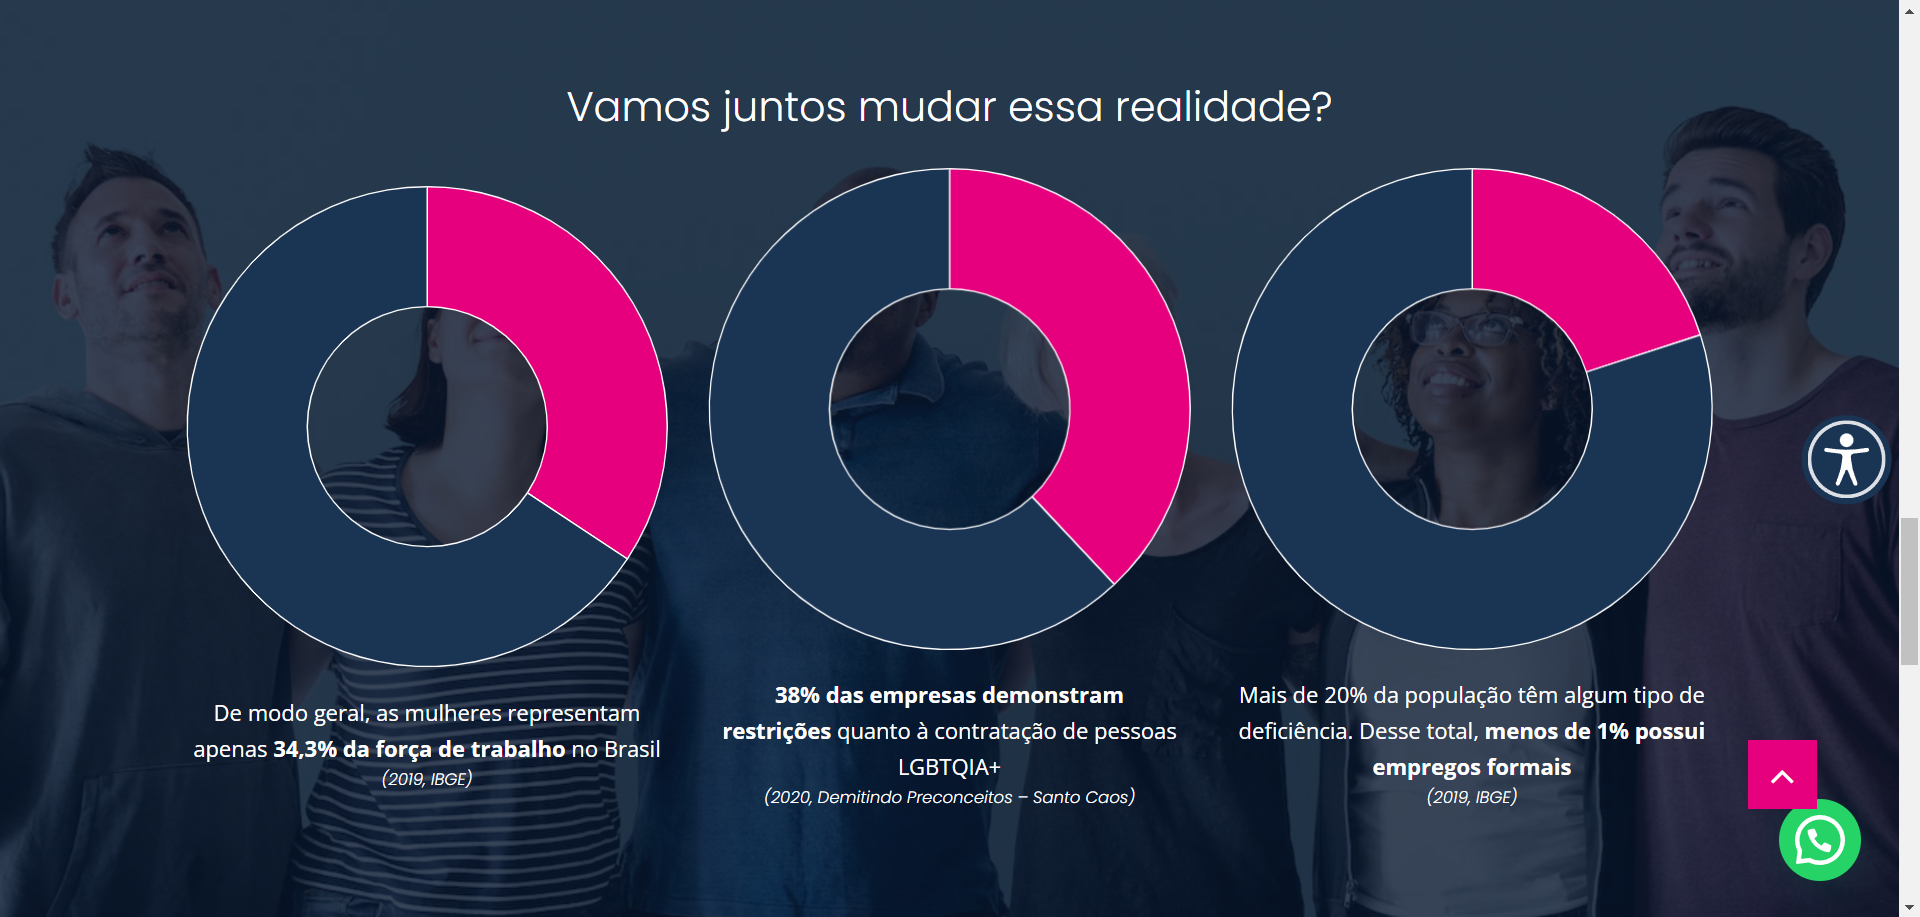 Vamos juntos mudar essa realidade?
De modo geral, as mulheres representam
apenas 34,3% da força de trabalho no Brasil
(2019, IBGE)
38% das empresas demonstram
restrições quanto à contratação de pessoas
LGBTQIA+
(2020, Demitindo Preconceitos – Santo Caos)
Mais de 20% da população têm algum tipo de
deficiência. Desse total, menos de 1% possui
empregos formais
(2019, IBGE)